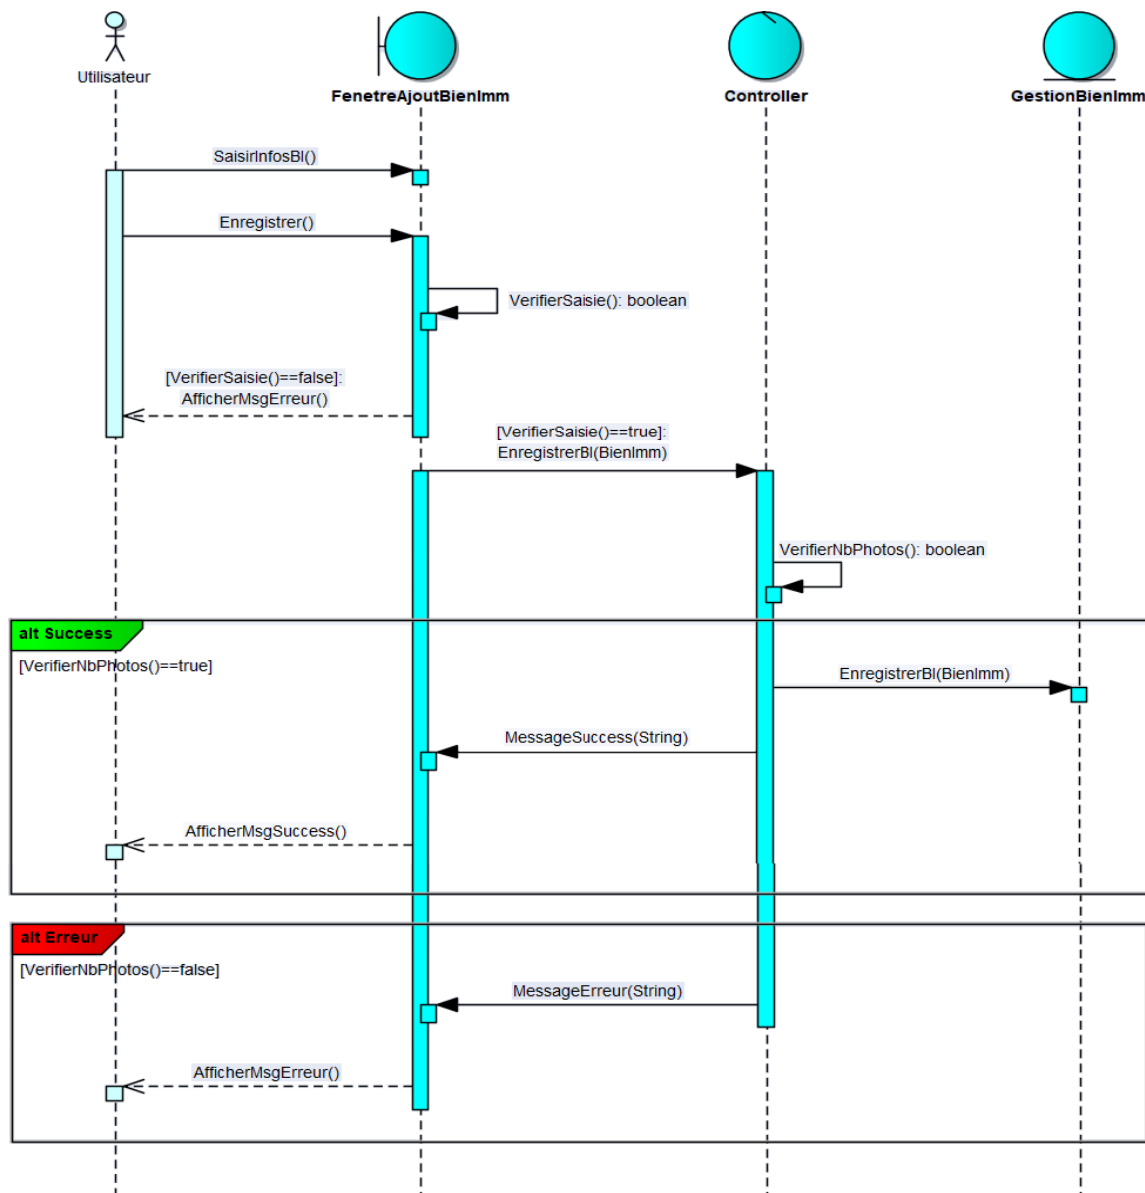 Utilisateur
FenetreAjoutBienImm
Controller
GestionBienImm
SaisirInfosBI()
Enregistrer()
VerifierSaisie(): boolean
[VerifierSaisie()==false]:
AfficherMsgErreur()
[VerifierSaisie()==true]:
EnregistrerBI(BienImm)
VerifierNbPhotos(): boolean
alt Success
[VerifierNbPhotos()==true]
EnregistrerBI(BienImm)
MessageSuccess(String)
AfficherMsgSuccess()
alt Erreur
[VerifierNbPhotos()==false]
MessageErreur(String)
AfficherMsgErreur()